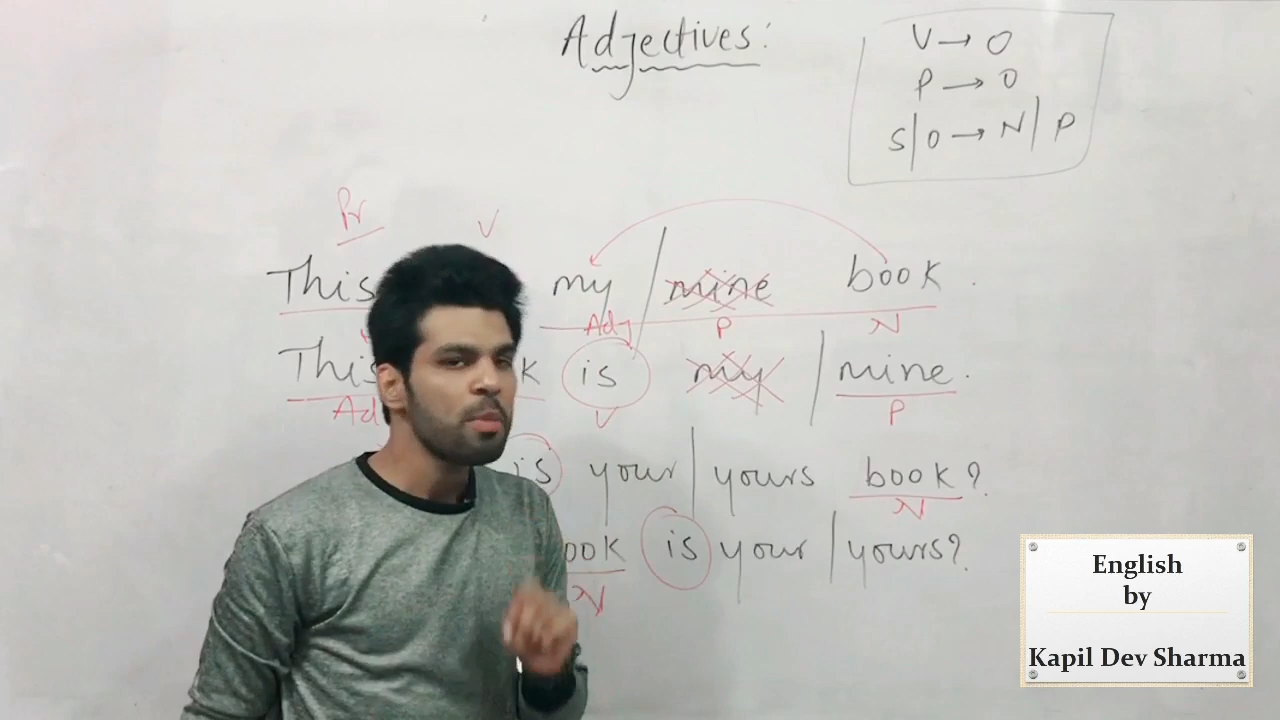 Adjectives:
V → O
P → O
S|O → N|P
Pr
V
This my / mine book.
Adj P N
This is my / mine.
Ad V P
is your / yours book?
N
is your / yours?
N
English
by
Kapil Dev Sharma